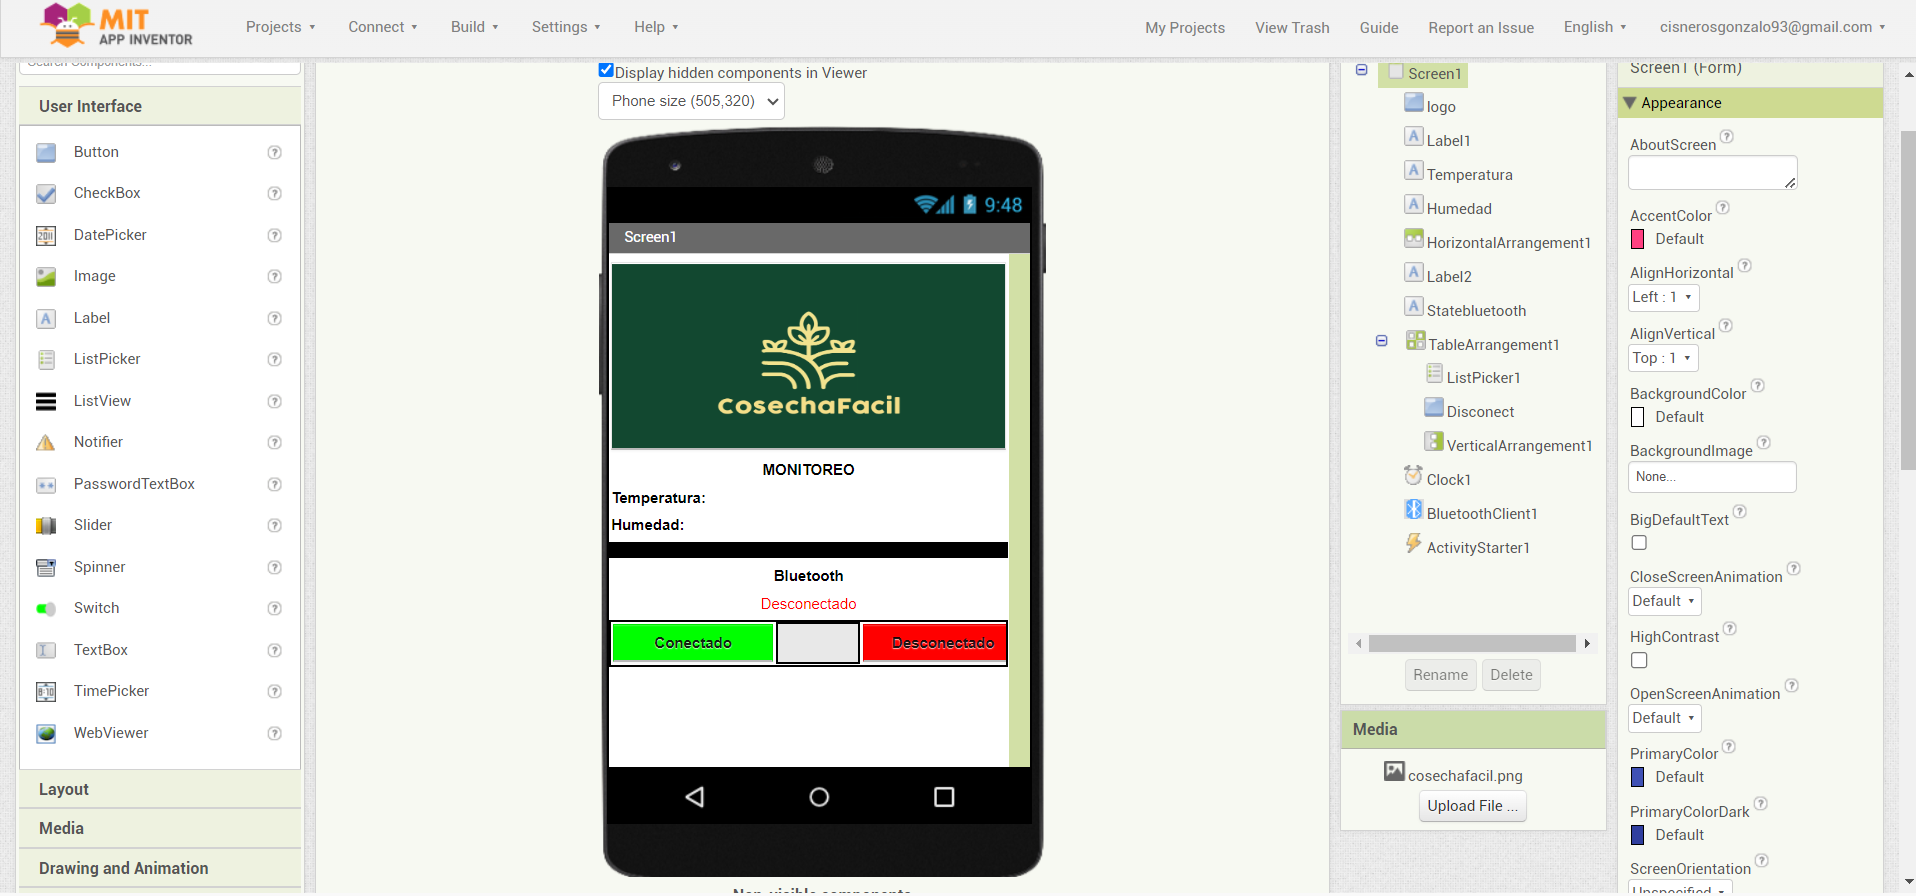 MIT
APP INVENTOR
Projects
Connect
Build
Settings
Help
My Projects
View Trash
Guide
Report an Issue
English
cisnerosgonzalo93@gmail.com
Search Components...
User Interface
Button
CheckBox
DatePicker
Image
Label
ListPicker
ListView
Notifier
PasswordTextBox
Slider
Spinner
Switch
TextBox
TimePicker
WebViewer
Layout
Media
Drawing and Animation
Display hidden components in Viewer
Phone size (505,320)
9:48
Screen1
CosechaFacil
MONITOREO
Temperatura:
Humedad:
Bluetooth
Desconectado
Conectado
Desconectado
Non-visible components
Screen1
logo
Label1
Temperatura
Humedad
HorizontalArrangement1
Label2
Statebluetooth
TableArrangement1
ListPicker1
Disconect
VerticalArrangement1
Clock1
BluetoothClient1
ActivityStarter1
Rename
Delete
Media
cosechafacil.png
Upload File ...
Screen1 (Form)
Appearance
AboutScreen
AccentColor
Default
AlignHorizontal
Left : 1
AlignVertical
Top : 1
BackgroundColor
Default
BackgroundImage
None...
BigDefaultText
CloseScreenAnimation
Default
HighContrast
OpenScreenAnimation
Default
PrimaryColor
Default
PrimaryColorDark
Default
ScreenOrientation
Unspecified